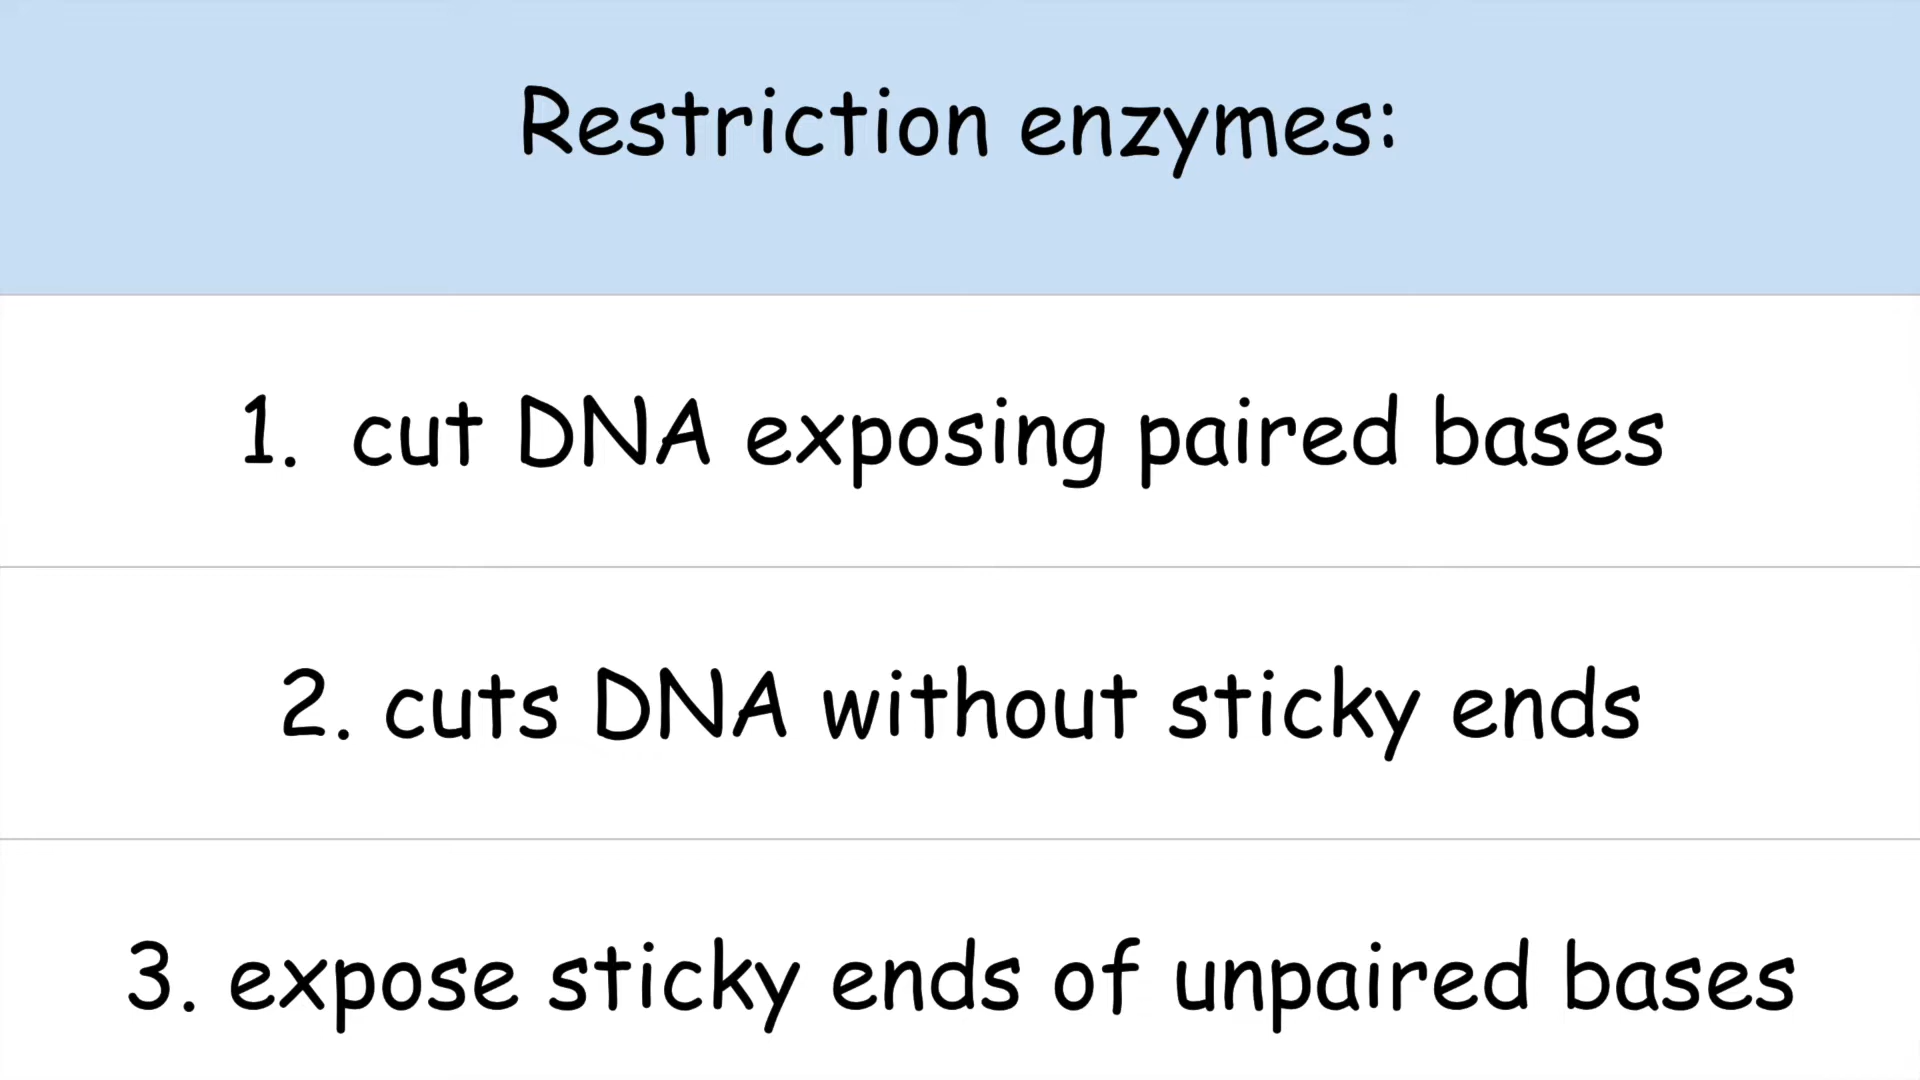 Restriction enzymes:
1. cut DNA exposing paired bases
2. cuts DNA without sticky ends
3. expose sticky ends of unpaired bases